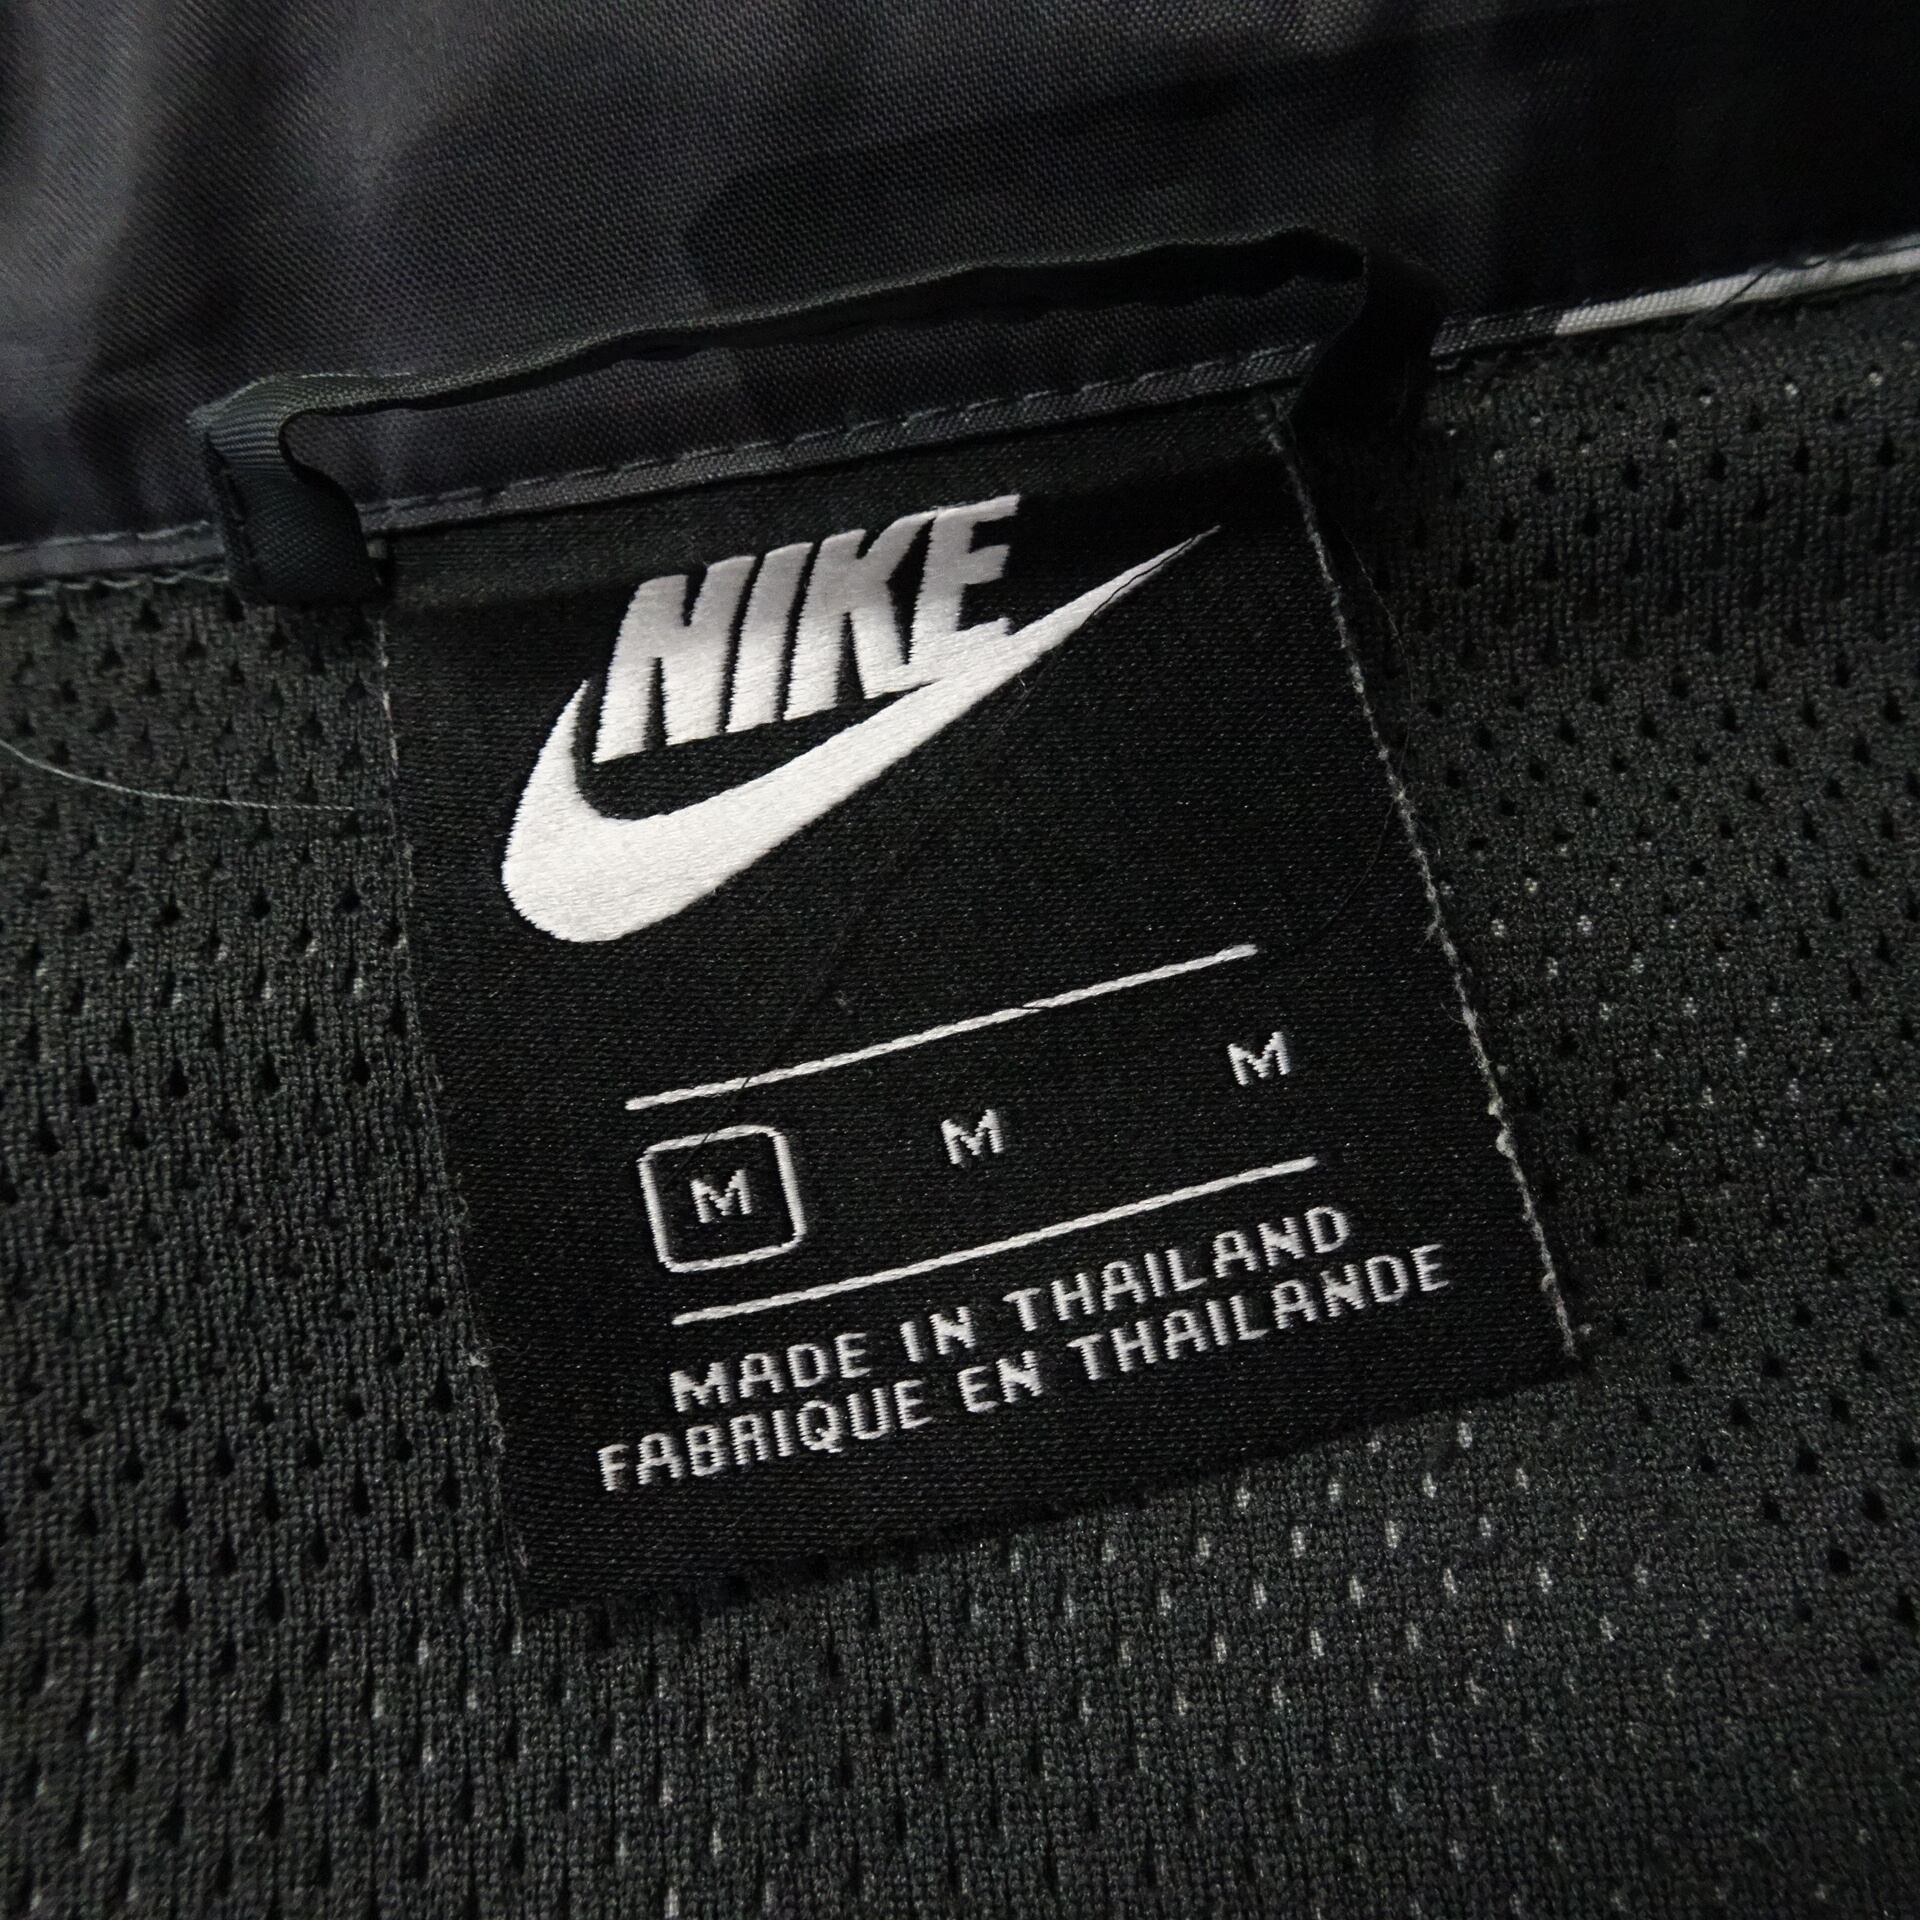 NIKE
M M M
MADE IN THAILAND
FABRIQUE EN THAILANDE